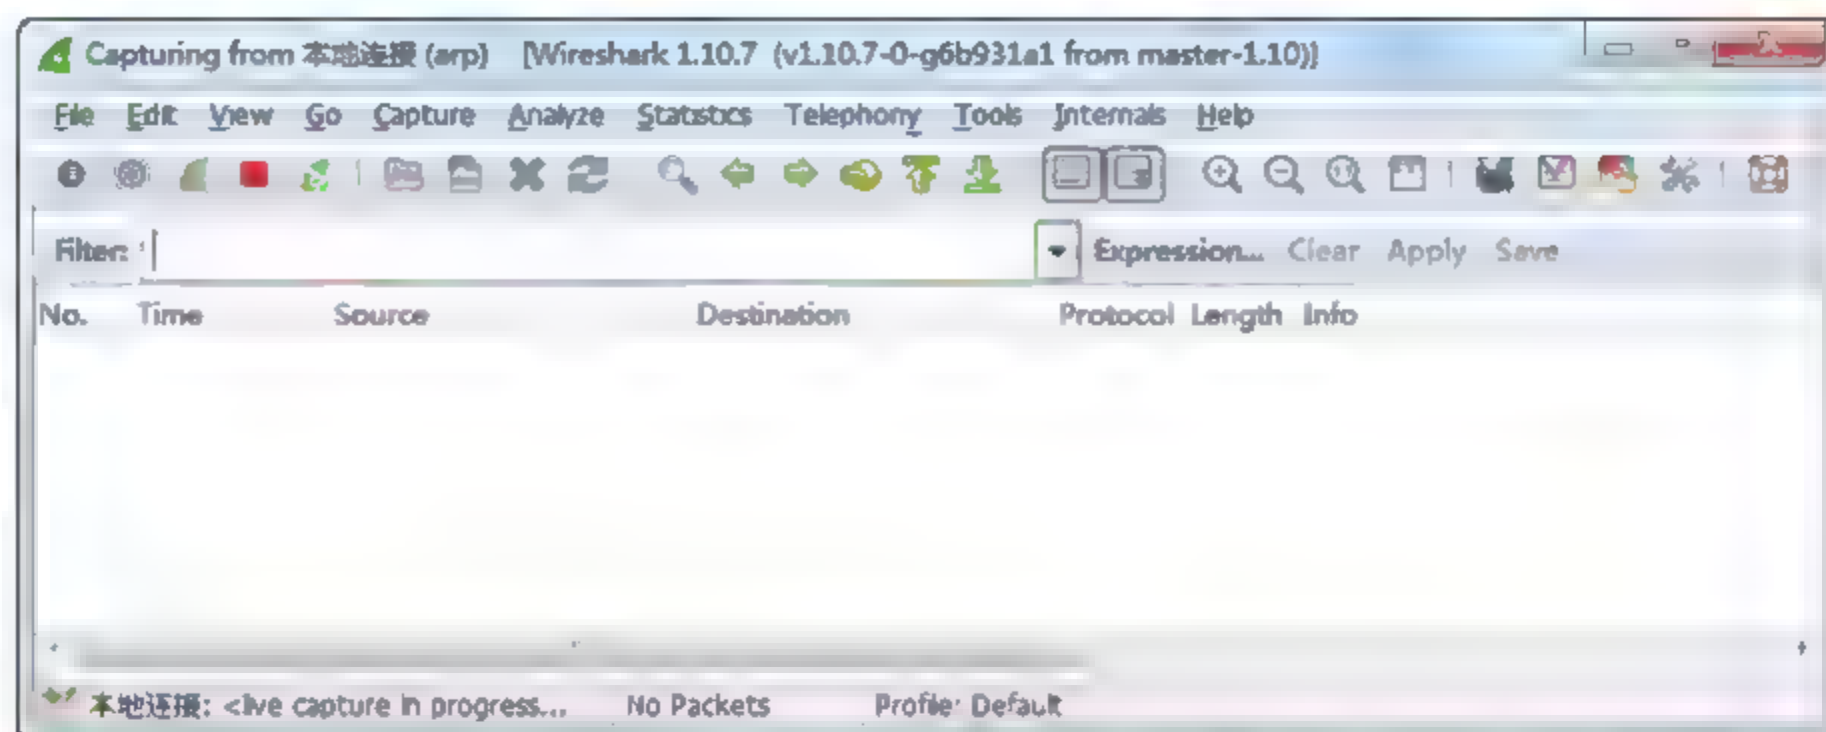 Capturing from 本地连接 (arp) [Wireshark 1.10.7 (v1.10.7-0-g6b931a1 from master-1.10)]
File Edit View Go Capture Analyze Statistics Telephony Tools Internals Help
Filter: Expression... Clear Apply Save
No. Time Source Destination Protocol Length Info
本地连接: <live capture in progress... No Packets Profile: Default